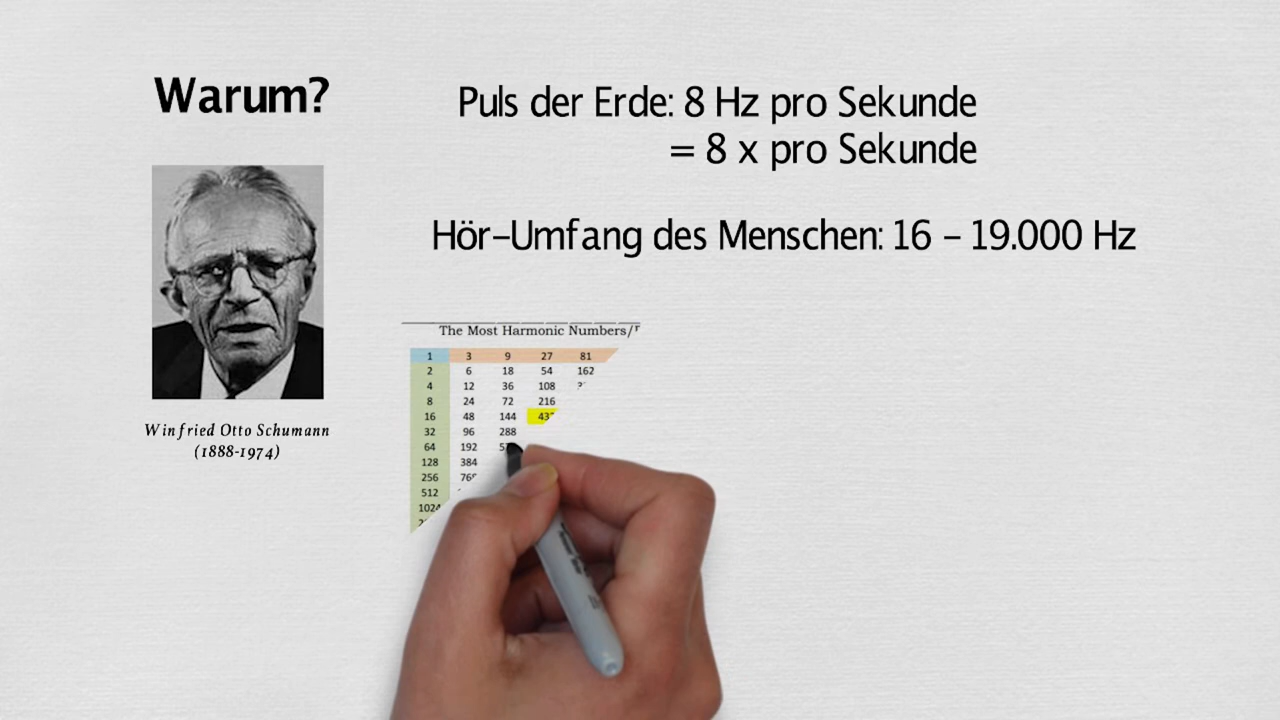 Warum?
Puls der Erde: 8 Hz pro Sekunde
= 8 x pro Sekunde
Hör-Umfang des Menschen: 16 - 19.000 Hz
Winfried Otto Schumann
(1888-1974)
The Most Harmonic Numbers/
1 3 9 27 81
2 6 18 54 162
4 12 36 108
8 24 72 216
16 48 144
32 96 288
64 192
128 384
256
512